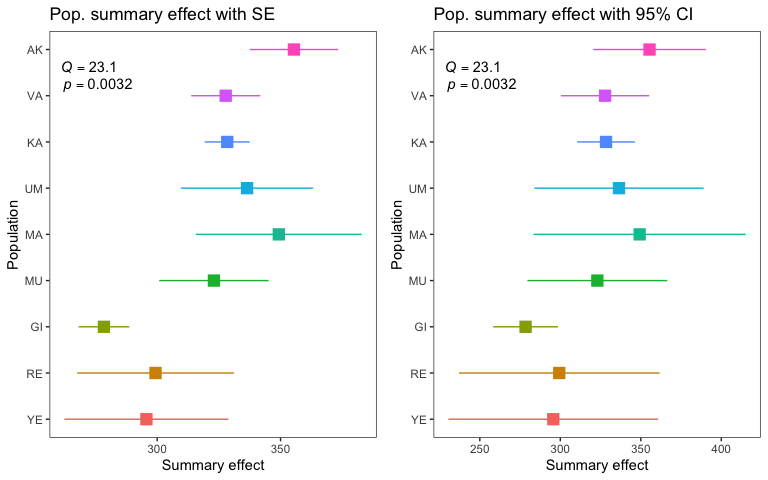 Pop. summary effect with SE
Q = 23.1
p = 0.0032
AK
VA
KA
UM
MA
MU
GI
RE
YE
Population
300
350
Summary effect
Pop. summary effect with 95% CI
Q = 23.1
p = 0.0032
AK
VA
KA
UM
MA
MU
GI
RE
YE
Population
250
300
350
400
Summary effect